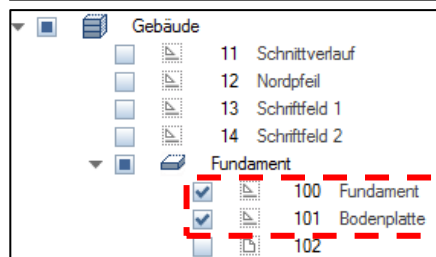 Gebäude
11 Schnittverlauf
12 Nordpfeil
13 Schriftfeld 1
14 Schriftfeld 2
Fundament
100 Fundament
101 Bodenplatte
102